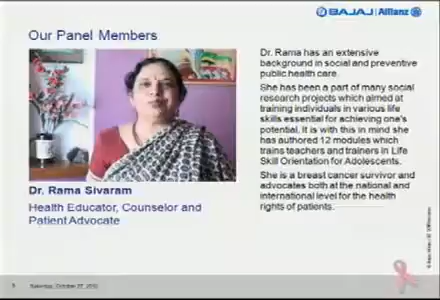 BAJAJ | Allianz
Our Panel Members
Dr. Rama has an extensive
background in social and preventive
public health care.
She has been a part of many social
research projects which aimed at
training individuals in various life
skills essential for achieving one's
potential. It is with this in mind she
has authored 12 modules which
trains teachers and trainers in Life
Skill Orientation for Adolescents.
She is a breast cancer survivor and
advocates both at the national and
international level for the health
rights of patients.
Dr. Rama Sivaram
Health Educator, Counselor and
Patient Advocate
Saturday, October 27,